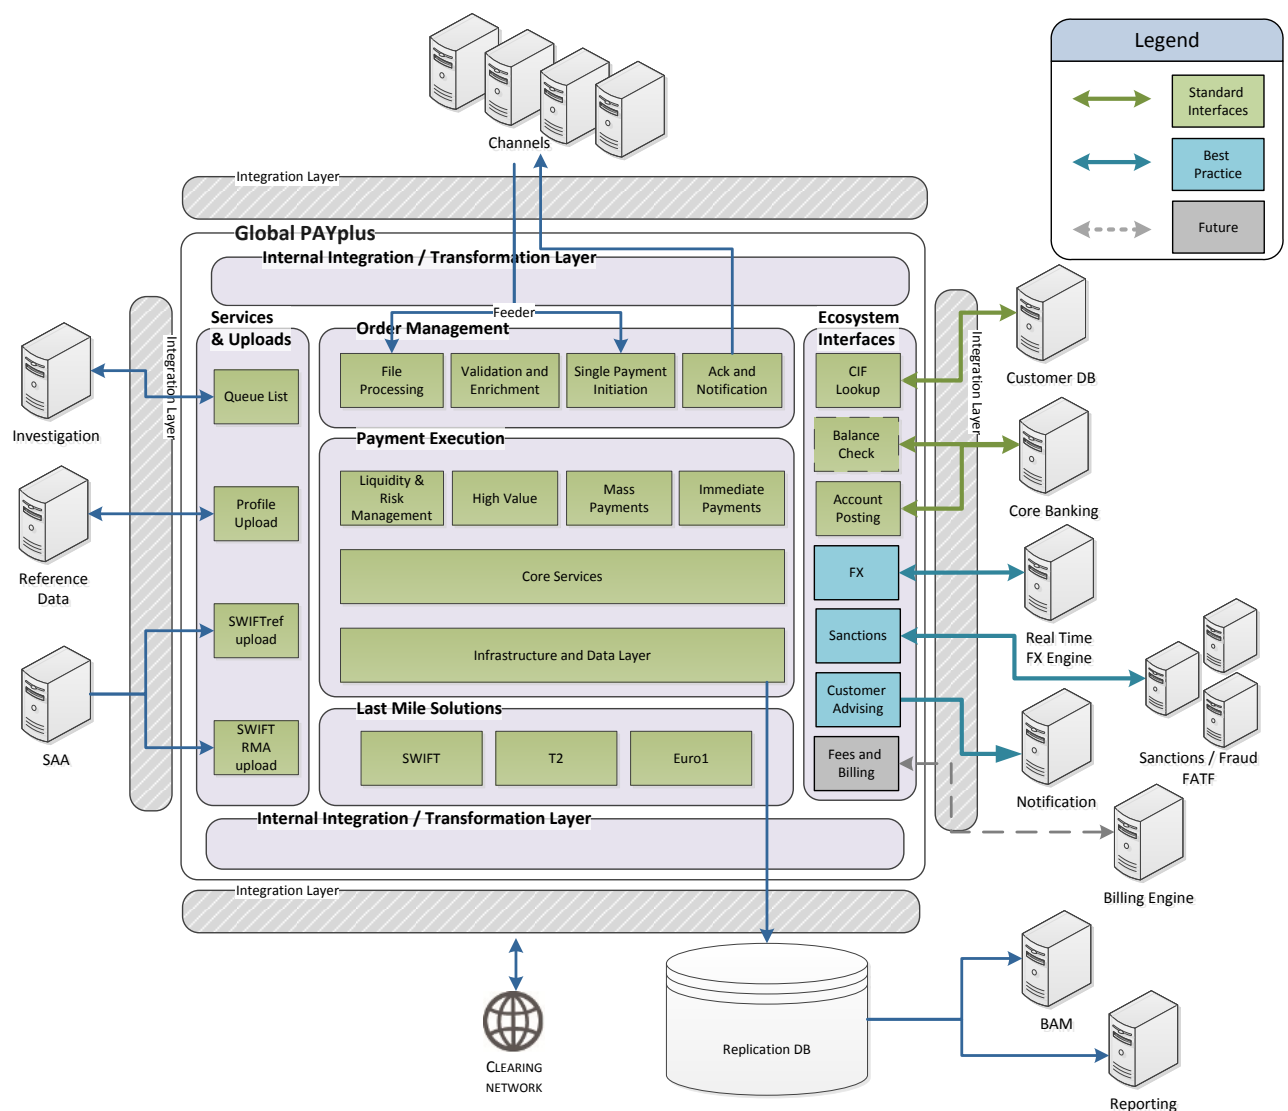 Legend
Standard
Interfaces
Best
Practice
Future
Channels
Integration Layer
Global PAYplus
Internal Integration / Transformation Layer
Feeder
Services
& Uploads
Queue List
Profile
Upload
SWIFTref
upload
SWIFT
RMA
upload
Order Management
File
Processing
Validation and
Enrichment
Single Payment
Initiation
Ack and
Notification
Payment Execution
Liquidity &
Risk
Management
High Value
Mass
Payments
Immediate
Payments
Core Services
Infrastructure and Data Layer
Last Mile Solutions
SWIFT
T2
Euro1
Ecosystem
Interfaces
CIF
Lookup
Balance
Check
Account
Posting
FX
Sanctions
Customer
Advising
Fees and
Billing
Internal Integration / Transformation Layer
Integration Layer
Integration Layer
Integration Layer
Investigation
Reference
Data
SAA
Customer DB
Core Banking
Real Time
FX Engine
Sanctions / Fraud
FATF
Notification
Billing Engine
CLEARING
NETWORK
Replication DB
BAM
Reporting